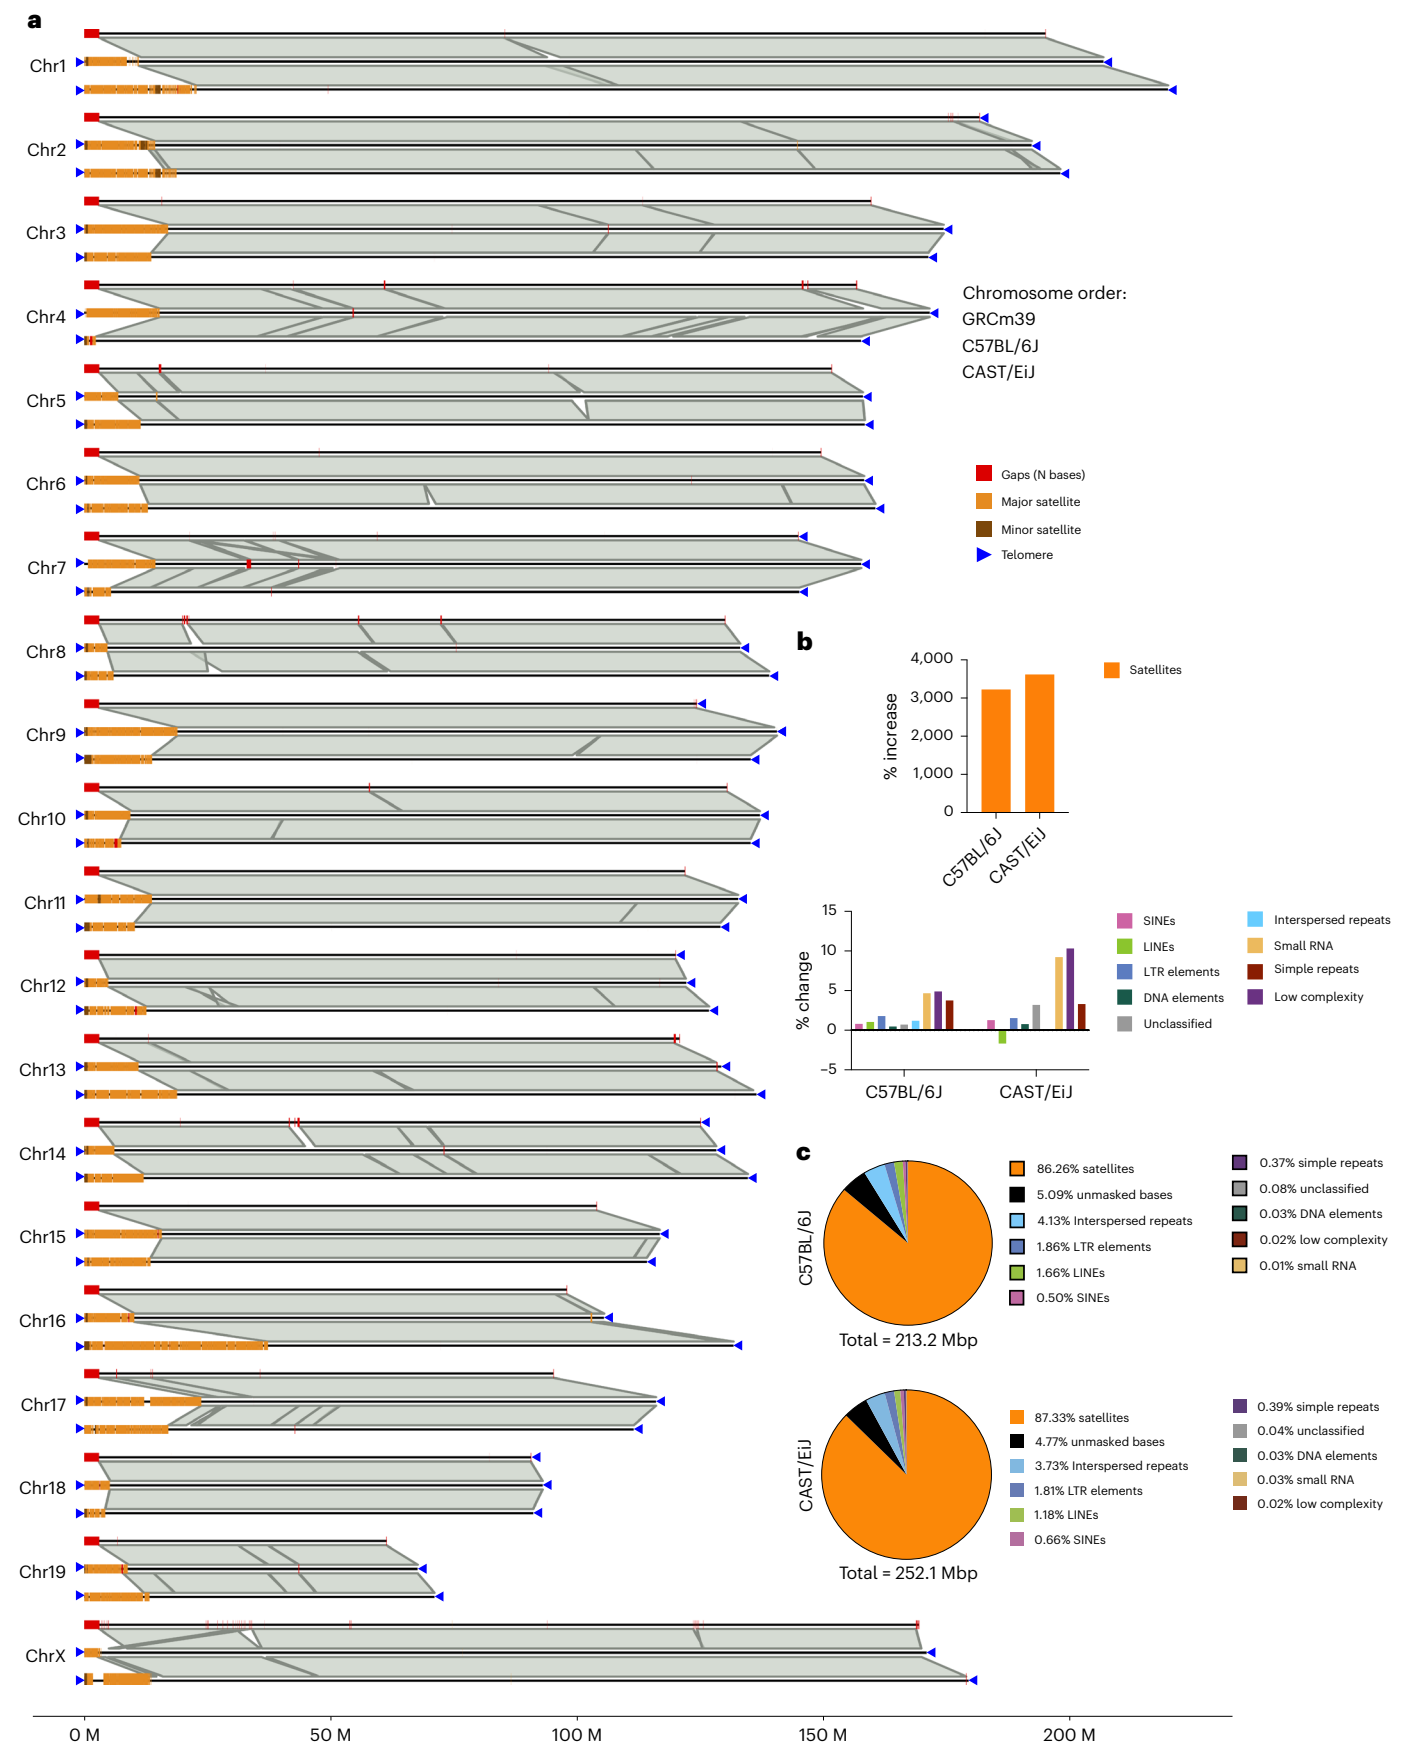 a
Chr1
Chr2
Chr3
Chr4
Chr5
Chr6
Chr7
Chr8
Chr9
Chr10
Chr11
Chr12
Chr13
Chr14
Chr15
Chr16
Chr17
Chr18
Chr19
ChrX
0 M
50 M
100 M
150 M
200 M
Chromosome order:
GRCm39
C57BL/6J
CAST/EiJ
Gaps (N bases)
Major satellite
Minor satellite
Telomere
b
% increase
4,000
3,000
2,000
1,000
0
C57BL/6J
CAST/EiJ
Satellites
% change
15
10
5
0
−5
C57BL/6J
CAST/EiJ
SINEs
LINEs
LTR elements
DNA elements
Unclassified
Interspersed repeats
Small RNA
Simple repeats
Low complexity
c
C57BL/6J
Total = 213.2 Mbp
86.26% satellites
5.09% unmasked bases
4.13% Interspersed repeats
1.86% LTR elements
1.66% LINEs
0.50% SINEs
0.37% simple repeats
0.08% unclassified
0.03% DNA elements
0.02% low complexity
0.01% small RNA
CAST/EiJ
Total = 252.1 Mbp
87.33% satellites
4.77% unmasked bases
3.73% Interspersed repeats
1.81% LTR elements
1.18% LINEs
0.66% SINEs
0.39% simple repeats
0.04% unclassified
0.03% DNA elements
0.03% small RNA
0.02% low complexity